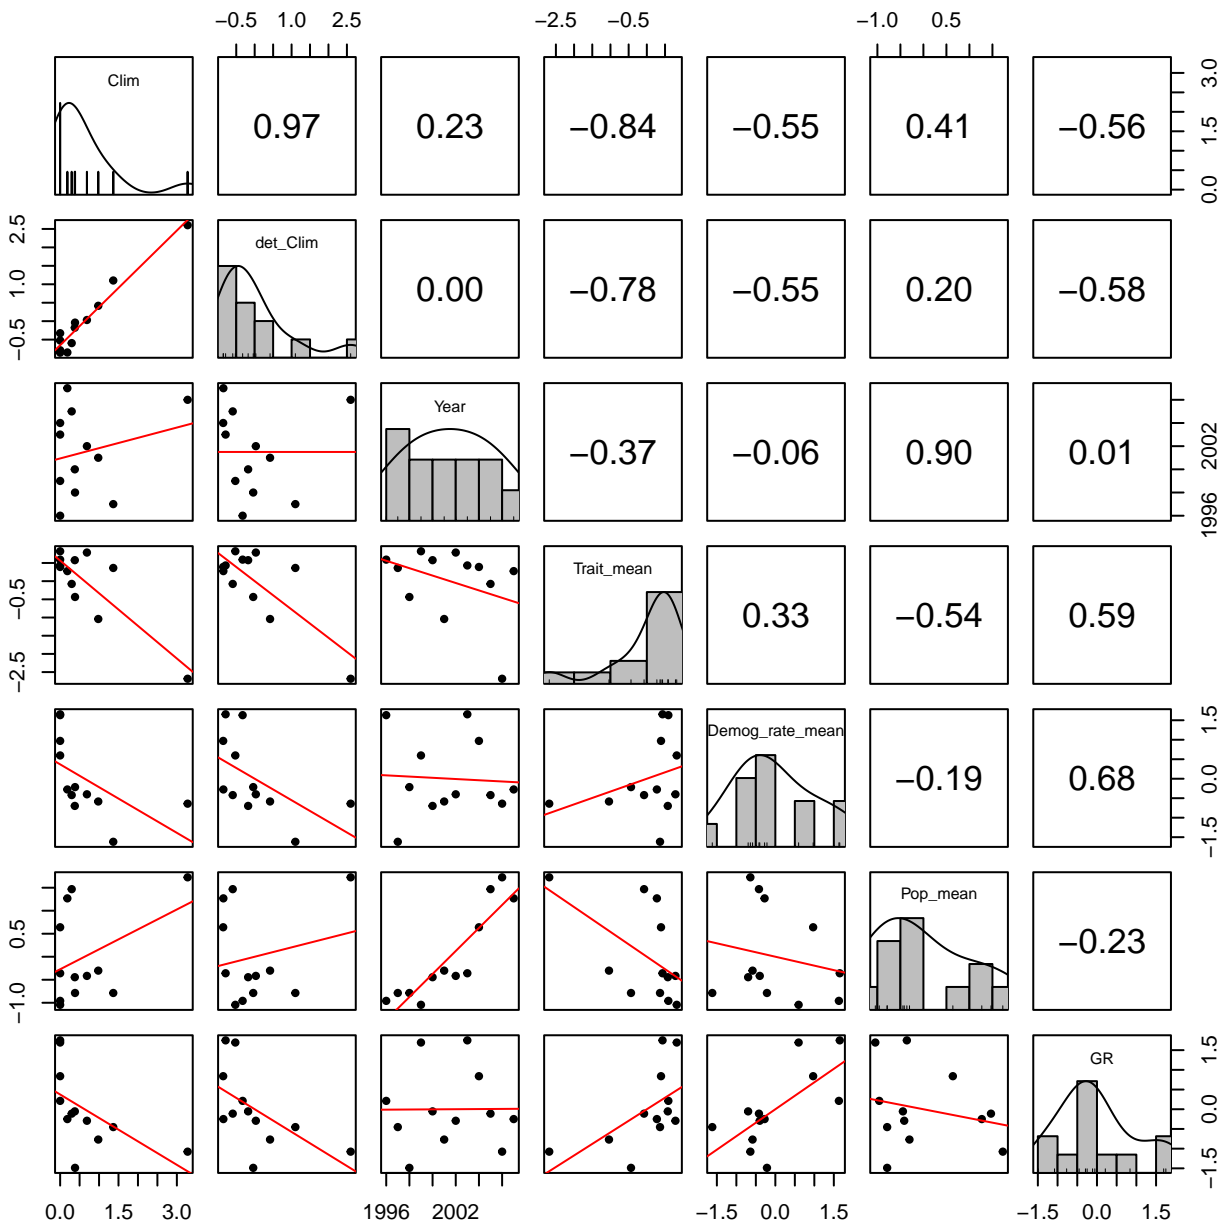 −0.5 1.0 2.5 −2.5 −0.5 −1.0 0.5
Clim 0.97 0.23 −0.84 −0.55 0.41 −0.56 0.0 1.5 3.0
−0.5 1.0 2.5 det_Clim 0.00 −0.78 −0.55 0.20 −0.58
Year −0.37 −0.06 0.90 0.01 1996 2002
−2.5 −0.5 Trait_mean 0.33 −0.54 0.59
Demog_rate_mean −0.19 0.68 −1.5 0.0 1.5
−1.0 0.5 Pop_mean −0.23
GR −1.5 0.0 1.5
0.0 1.5 3.0 1996 2002 −1.5 0.0 1.5 −1.5 0.0 1.5